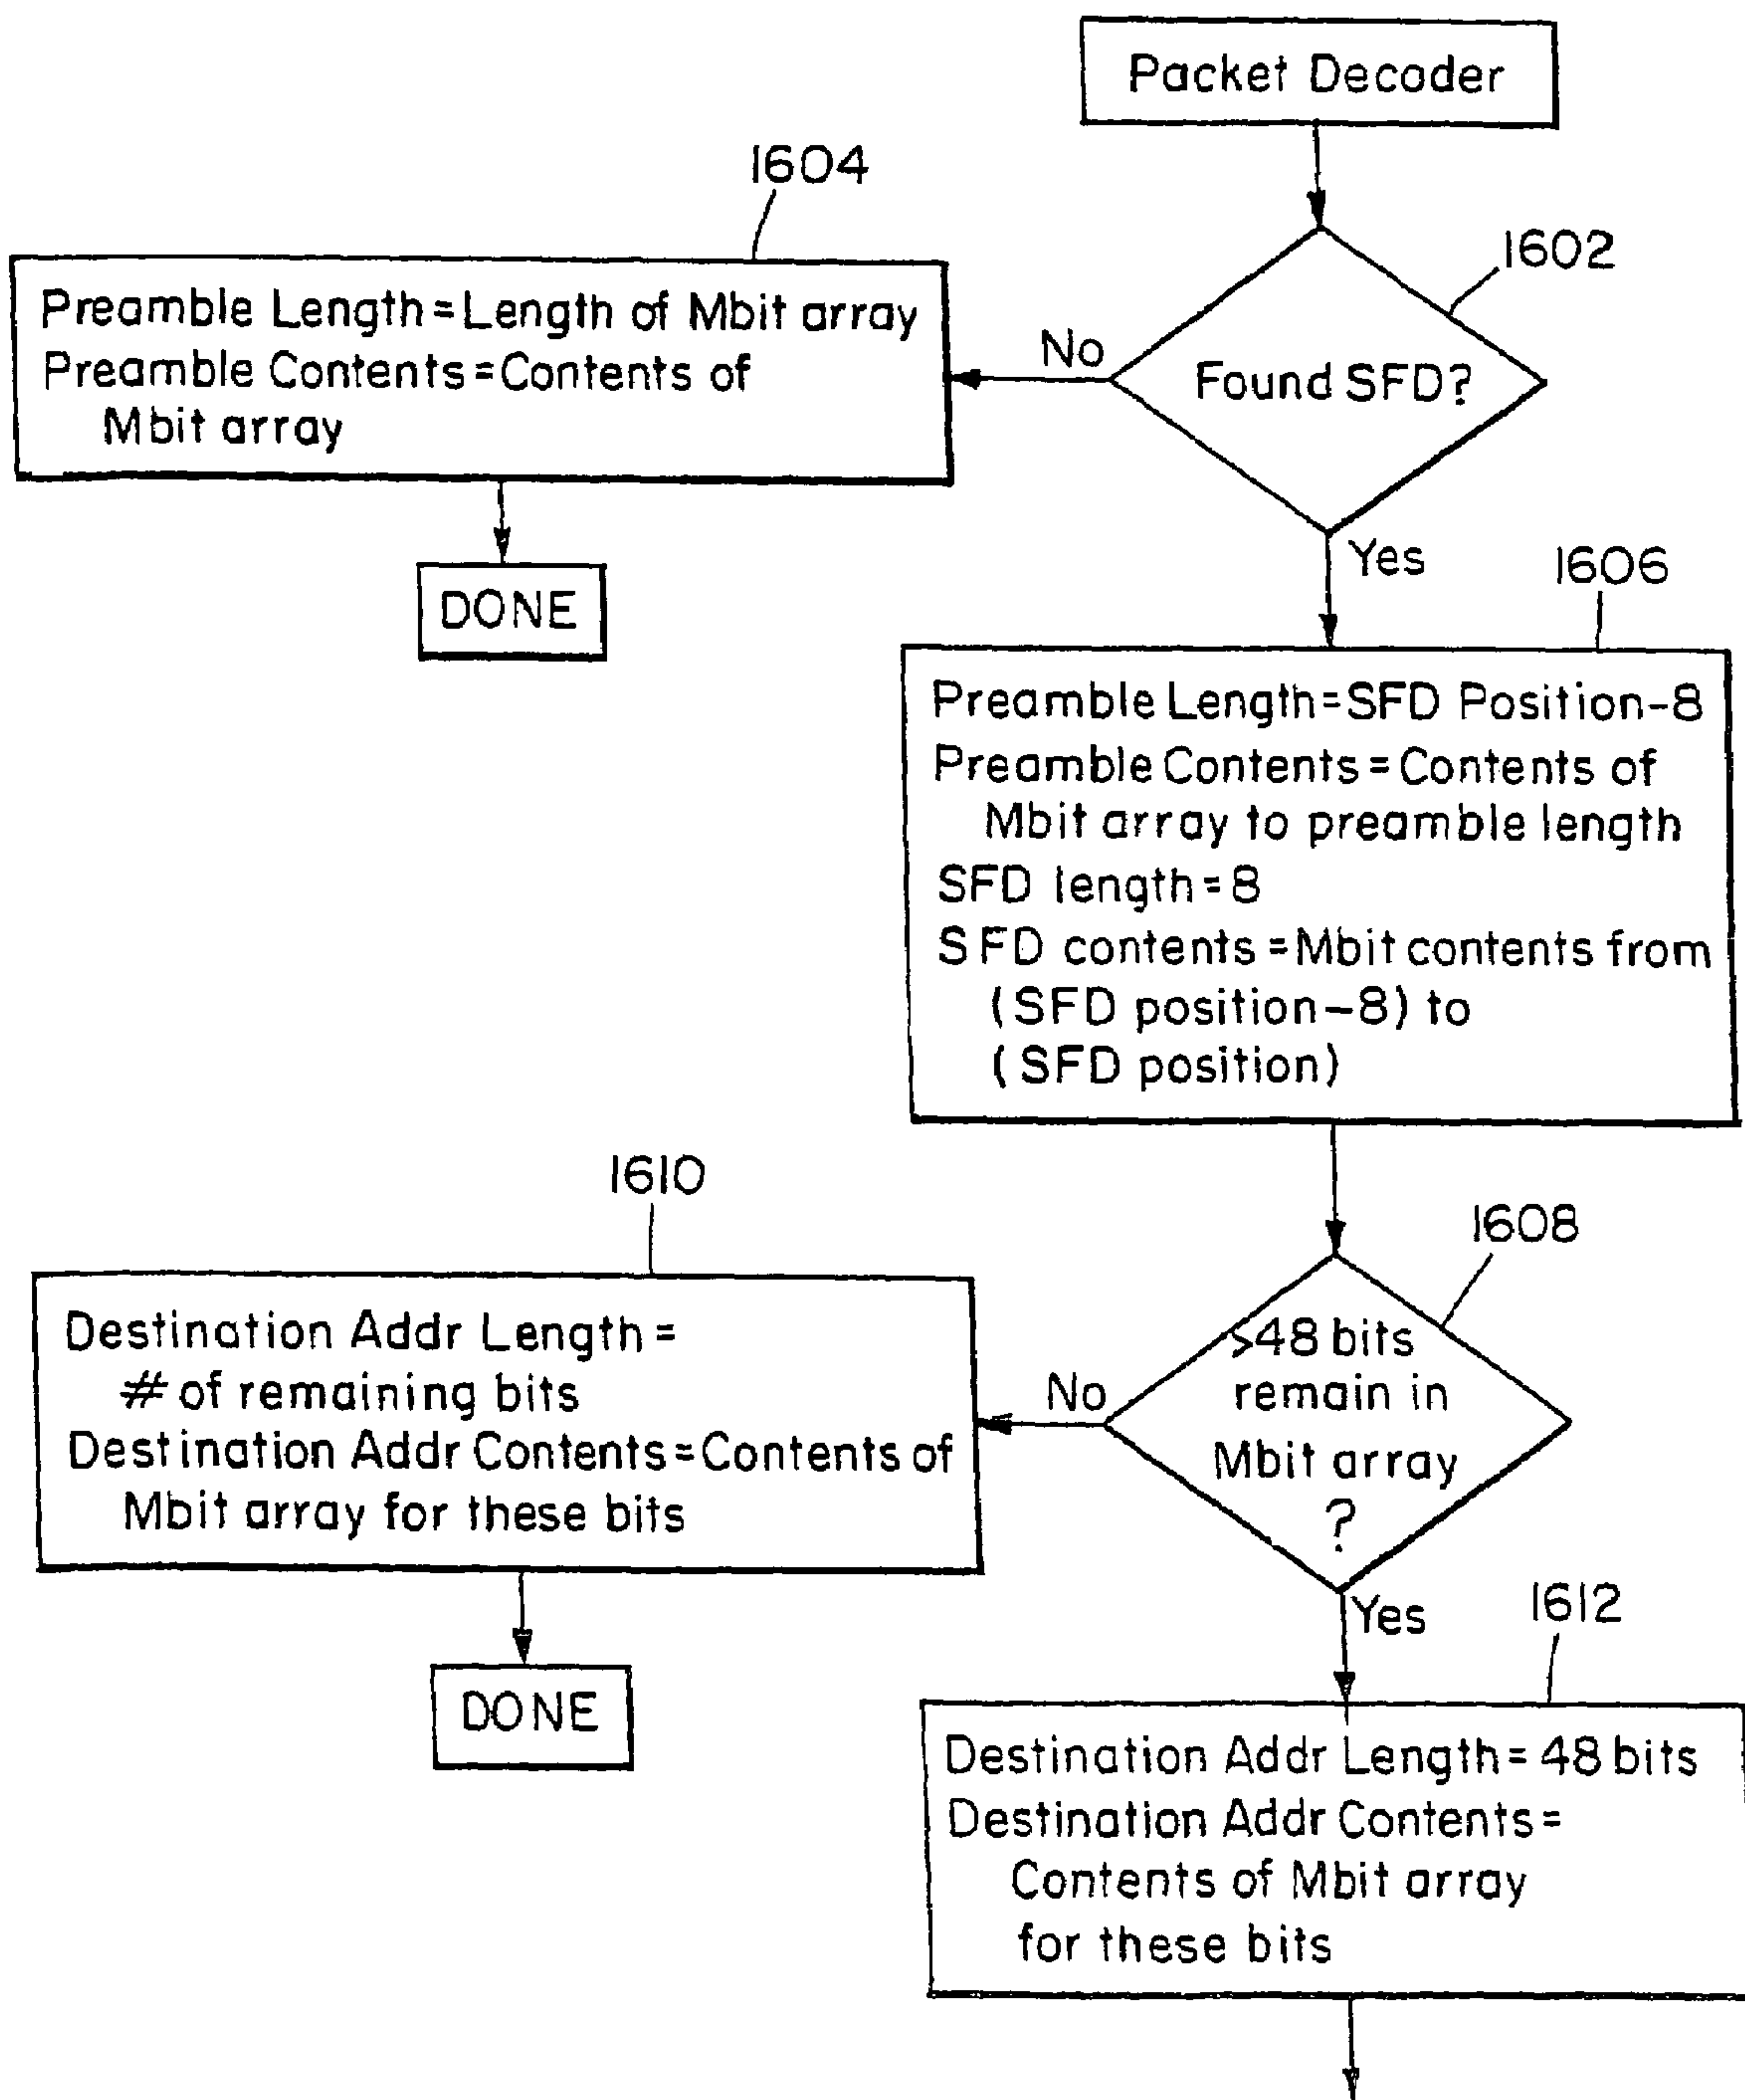 Packet Decoder
1604
1602
Preamble Length=Length of Mbit array
Preamble Contents=Contents of
Mbit array
No
Found SFD?
DONE
Yes
1606
Preamble Length=SFD Position-8
Preamble Contents=Contents of
Mbit array to preamble length
SFD length=8
SFD contents=Mbit contents from
(SFD position-8) to
(SFD position)
1610
1608
Destination Addr Length=
# of remaining bits
Destination Addr Contents=Contents of
Mbit array for these bits
No
>48 bits
remain in
Mbit array
?
DONE
Yes
1612
Destination Addr Length=48 bits
Destination Addr Contents=
Contents of Mbit array
for these bits